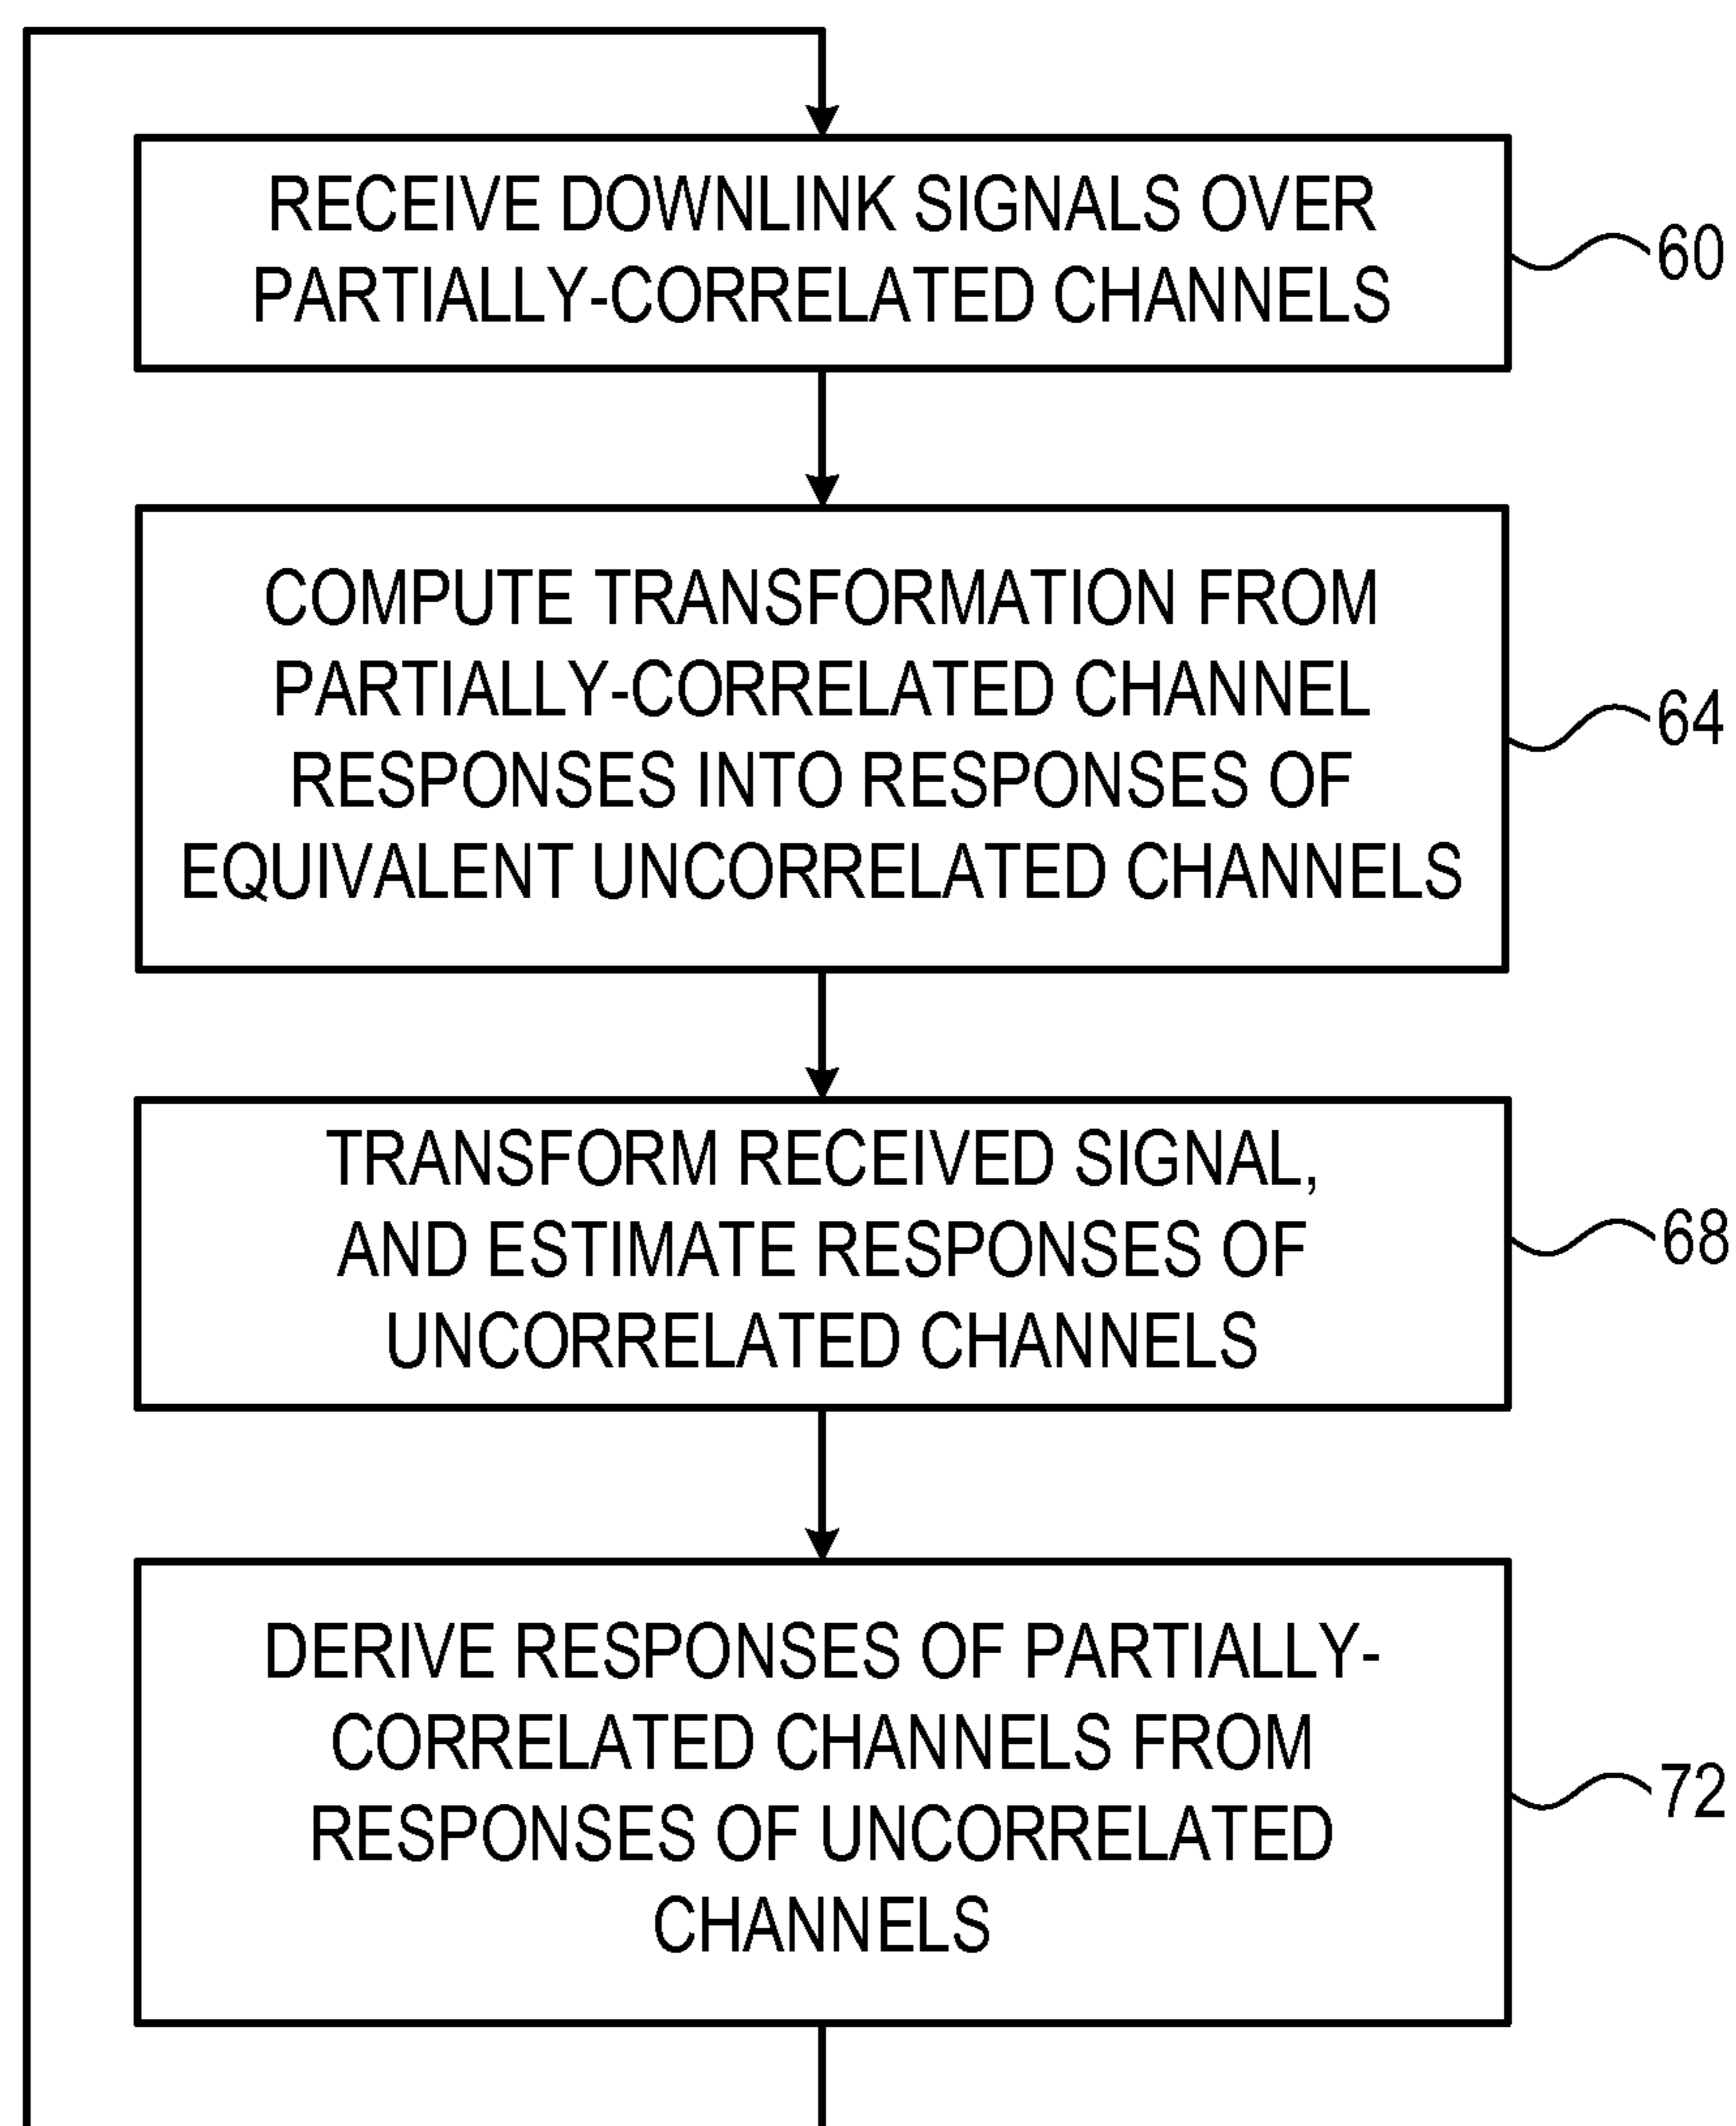 RECEIVE DOWNLINK SIGNALS OVER
PARTIALLY-CORRELATED CHANNELS
60
COMPUTE TRANSFORMATION FROM
PARTIALLY-CORRELATED CHANNEL
RESPONSES INTO RESPONSES OF
EQUIVALENT UNCORRELATED CHANNELS
64
TRANSFORM RECEIVED SIGNAL,
AND ESTIMATE RESPONSES OF
UNCORRELATED CHANNELS
68
DERIVE RESPONSES OF PARTIALLY-
CORRELATED CHANNELS FROM
RESPONSES OF UNCORRELATED
CHANNELS
72